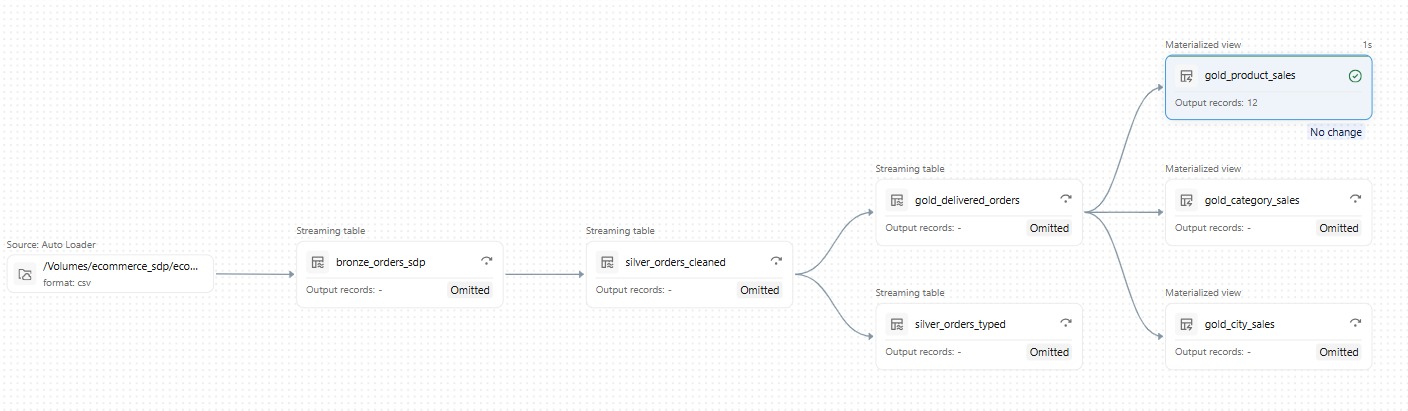 Source: Auto Loader
/Volumes/ecommerce_sdp/eco...
format: csv
Streaming table
bronze_orders_sdp
Output records: -
Omitted
Streaming table
silver_orders_cleaned
Output records: -
Omitted
Streaming table
gold_delivered_orders
Output records: -
Omitted
Streaming table
silver_orders_typed
Output records: -
Omitted
Materialized view
1s
gold_product_sales
Output records: 12
No change
Materialized view
gold_category_sales
Output records: -
Omitted
Materialized view
gold_city_sales
Output records: -
Omitted